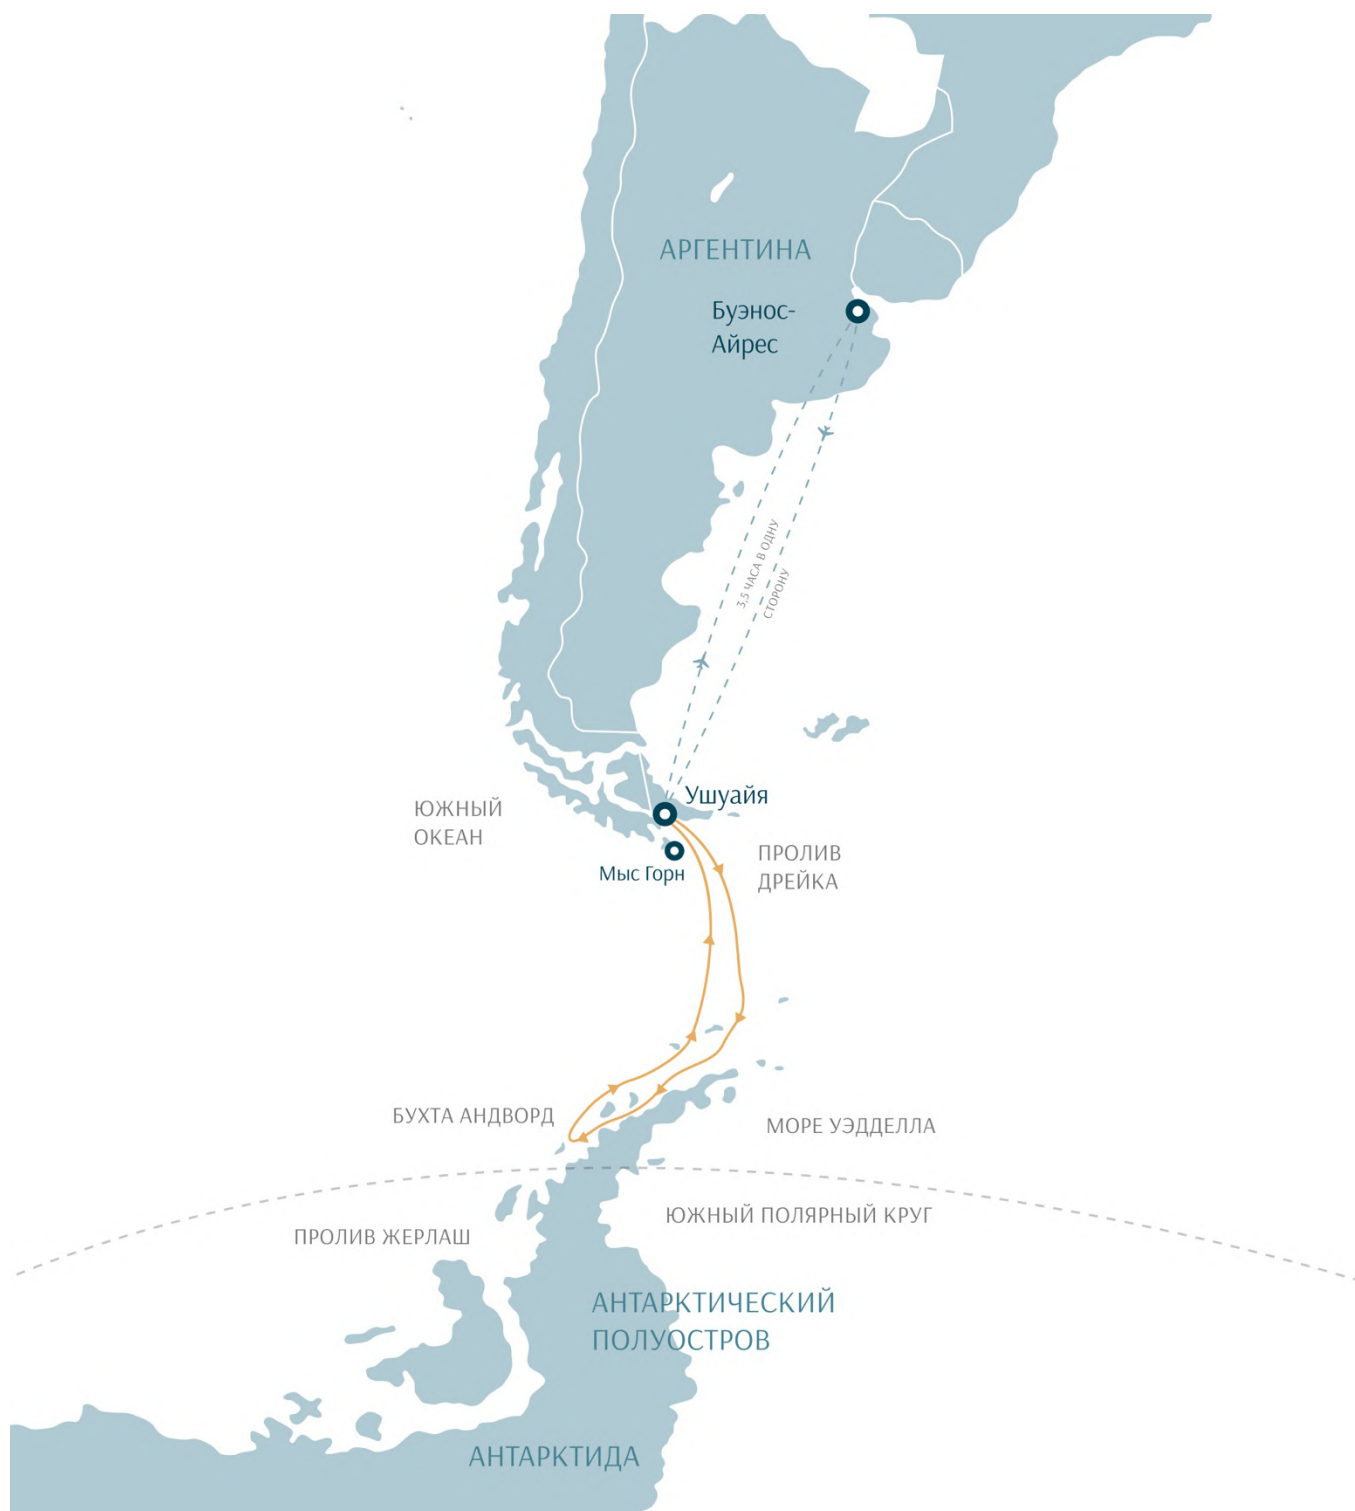 АРГЕНТИНА
Буэнос-
Айрес
3,5 ЧАСА В ОДНУ
СТОРОНУ
Ушуайя
ЮЖНЫЙ
ОКЕАН
Мыс Горн
ПРОЛИВ
ДРЕЙКА
БУХТА АНДВОРД
МОРЕ УЭДДЕЛЛА
ЮЖНЫЙ ПОЛЯРНЫЙ КРУГ
ПРОЛИВ ЖЕРЛАШ
АНТАРКТИЧЕСКИЙ
ПОЛУОСТРОВ
АНТАРКТИДА